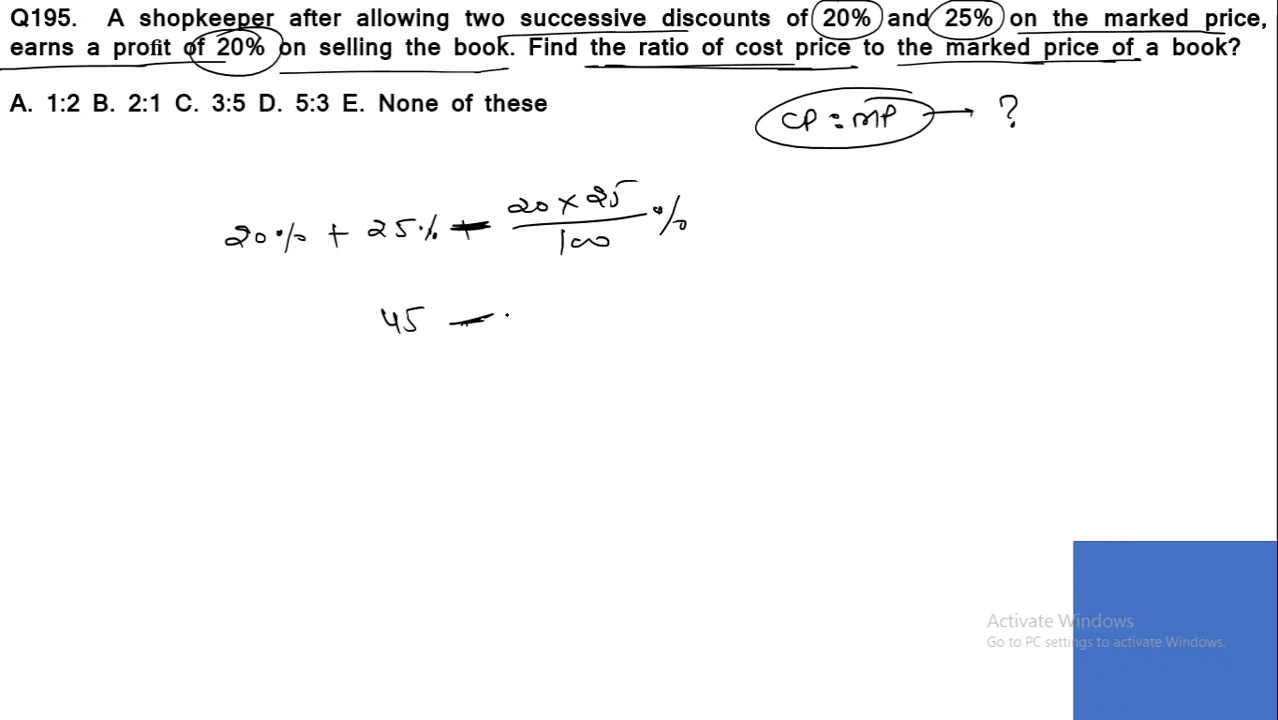 Q195. A shopkeeper after allowing two successive discounts of 20% and 25% on the marked price,
earns a profit of 20% on selling the book. Find the ratio of cost price to the marked price of a book?
A. 1:2 B. 2:1 C. 3:5 D. 5:3 E. None of these
CP : MP → ?
20% + 25% - 20 × 25 / 100 %
45 -
Activate Windows
Go to PC settings to activate Windows.